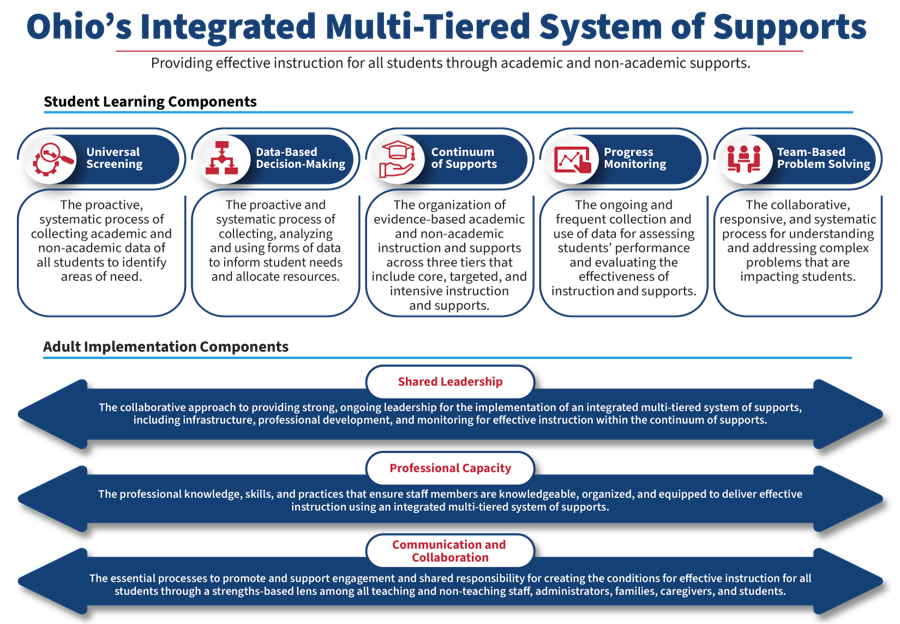 Ohio’s Integrated Multi-Tiered System of Supports
Providing effective instruction for all students through academic and non-academic supports.
Student Learning Components
Universal
Screening
The proactive,
systematic process of
collecting academic and
non-academic data of
all students to identify
areas of need.
Data-Based
Decision-Making
The proactive and
systematic process of
collecting, analyzing
and using forms of data
to inform student needs
and allocate resources.
Continuum
of Supports
The organization of
evidence-based academic
and non-academic
instruction and supports
across three tiers that
include core, targeted, and
intensive instruction
and supports.
Progress
Monitoring
The ongoing and
frequent collection and
use of data for assessing
students’ performance
and evaluating the
effectiveness of
instruction and supports.
Team-Based
Problem Solving
The collaborative,
responsive, and systematic
process for understanding
and addressing complex
problems that are
impacting students.
Adult Implementation Components
Shared Leadership
The collaborative approach to providing strong, ongoing leadership for the implementation of an integrated multi-tiered system of supports,
including infrastructure, professional development, and monitoring for effective instruction within the continuum of supports.
Professional Capacity
The professional knowledge, skills, and practices that ensure staff members are knowledgeable, organized, and equipped to deliver effective
instruction using an integrated multi-tiered system of supports.
Communication and
Collaboration
The essential processes to promote and support engagement and shared responsibility for creating the conditions for effective instruction for all
students through a strengths-based lens among all teaching and non-teaching staff, administrators, families, caregivers, and students.